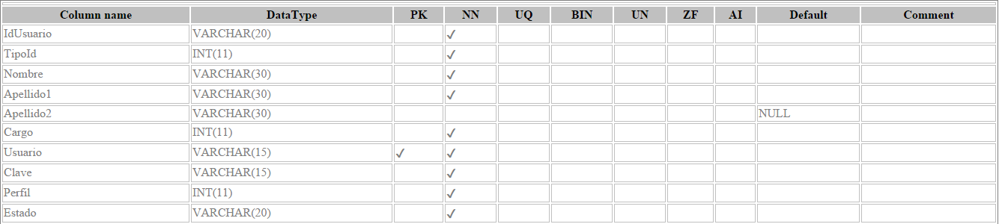 Column name DataType PK NN UQ BIN UN ZF AI Default Comment
IdUsuario VARCHAR(20) ✓
TipoId INT(11) ✓
Nombre VARCHAR(30) ✓
Apellido1 VARCHAR(30) ✓
Apellido2 VARCHAR(30) NULL
Cargo INT(11) ✓
Usuario VARCHAR(15) ✓ ✓
Clave VARCHAR(15) ✓
Perfil INT(11) ✓
Estado VARCHAR(20) ✓